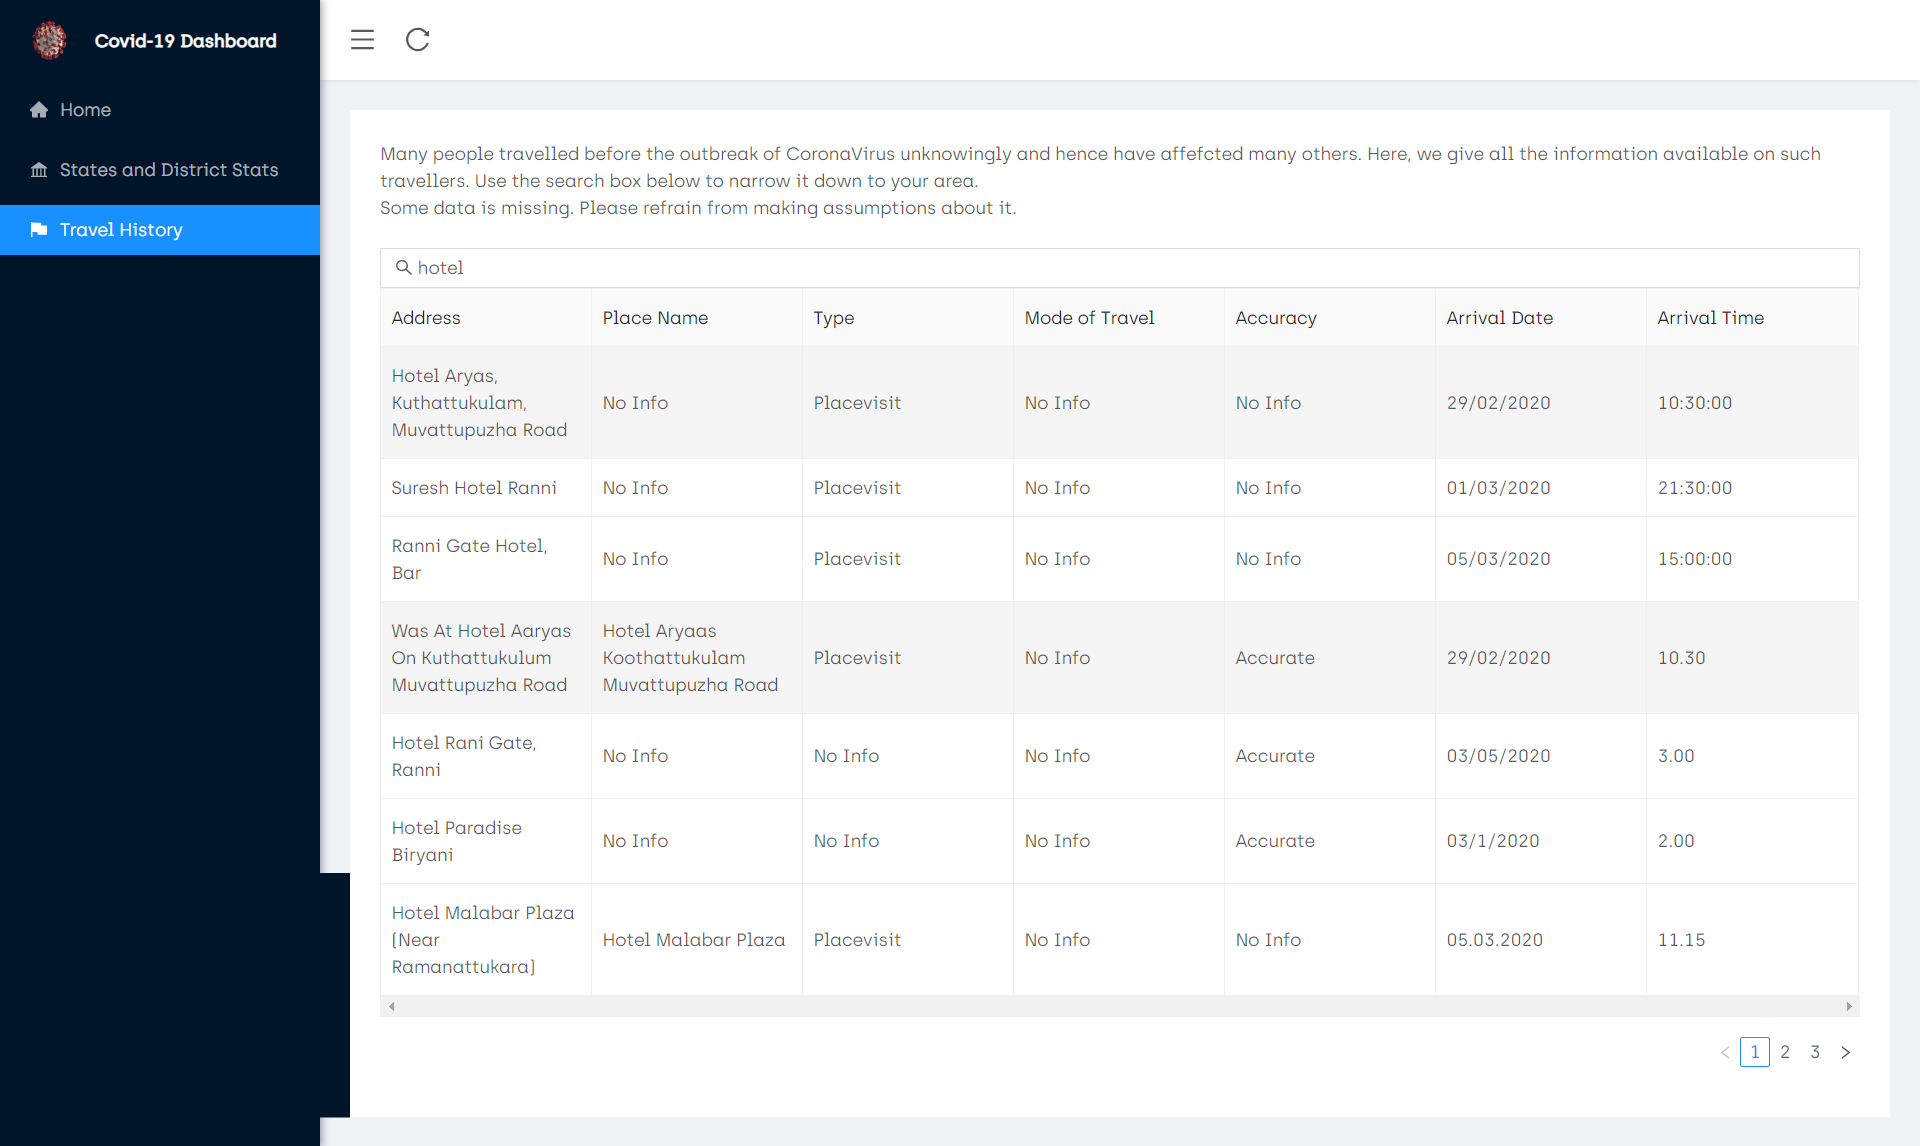 Covid-19 Dashboard
Home
States and District Stats
Travel History
Many people travelled before the outbreak of CoronaVirus unknowingly and hence have affefcted many others. Here, we give all the information available on such
travellers. Use the search box below to narrow it down to your area.
Some data is missing. Please refrain from making assumptions about it.
hotel
Address Place Name Type Mode of Travel Accuracy Arrival Date Arrival Time
Hotel Aryas,
Kuthattukulam,
Muvattupuzha Road
No Info Placevisit No Info No Info 29/02/2020 10:30:00
Suresh Hotel Ranni No Info Placevisit No Info No Info 01/03/2020 21:30:00
Ranni Gate Hotel,
Bar
No Info Placevisit No Info No Info 05/03/2020 15:00:00
Was At Hotel Aaryas
On Kuthattukulum
Muvattupuzha Road
Hotel Aryaas
Koothattukulam
Muvattupuzha Road
Placevisit No Info Accurate 29/02/2020 10.30
Hotel Rani Gate,
Ranni
No Info No Info No Info Accurate 03/05/2020 3.00
Hotel Paradise
Biryani
No Info No Info No Info Accurate 03/1/2020 2.00
Hotel Malabar Plaza
(Near
Ramanattukara)
Hotel Malabar Plaza Placevisit No Info No Info 05.03.2020 11.15
1 2 3